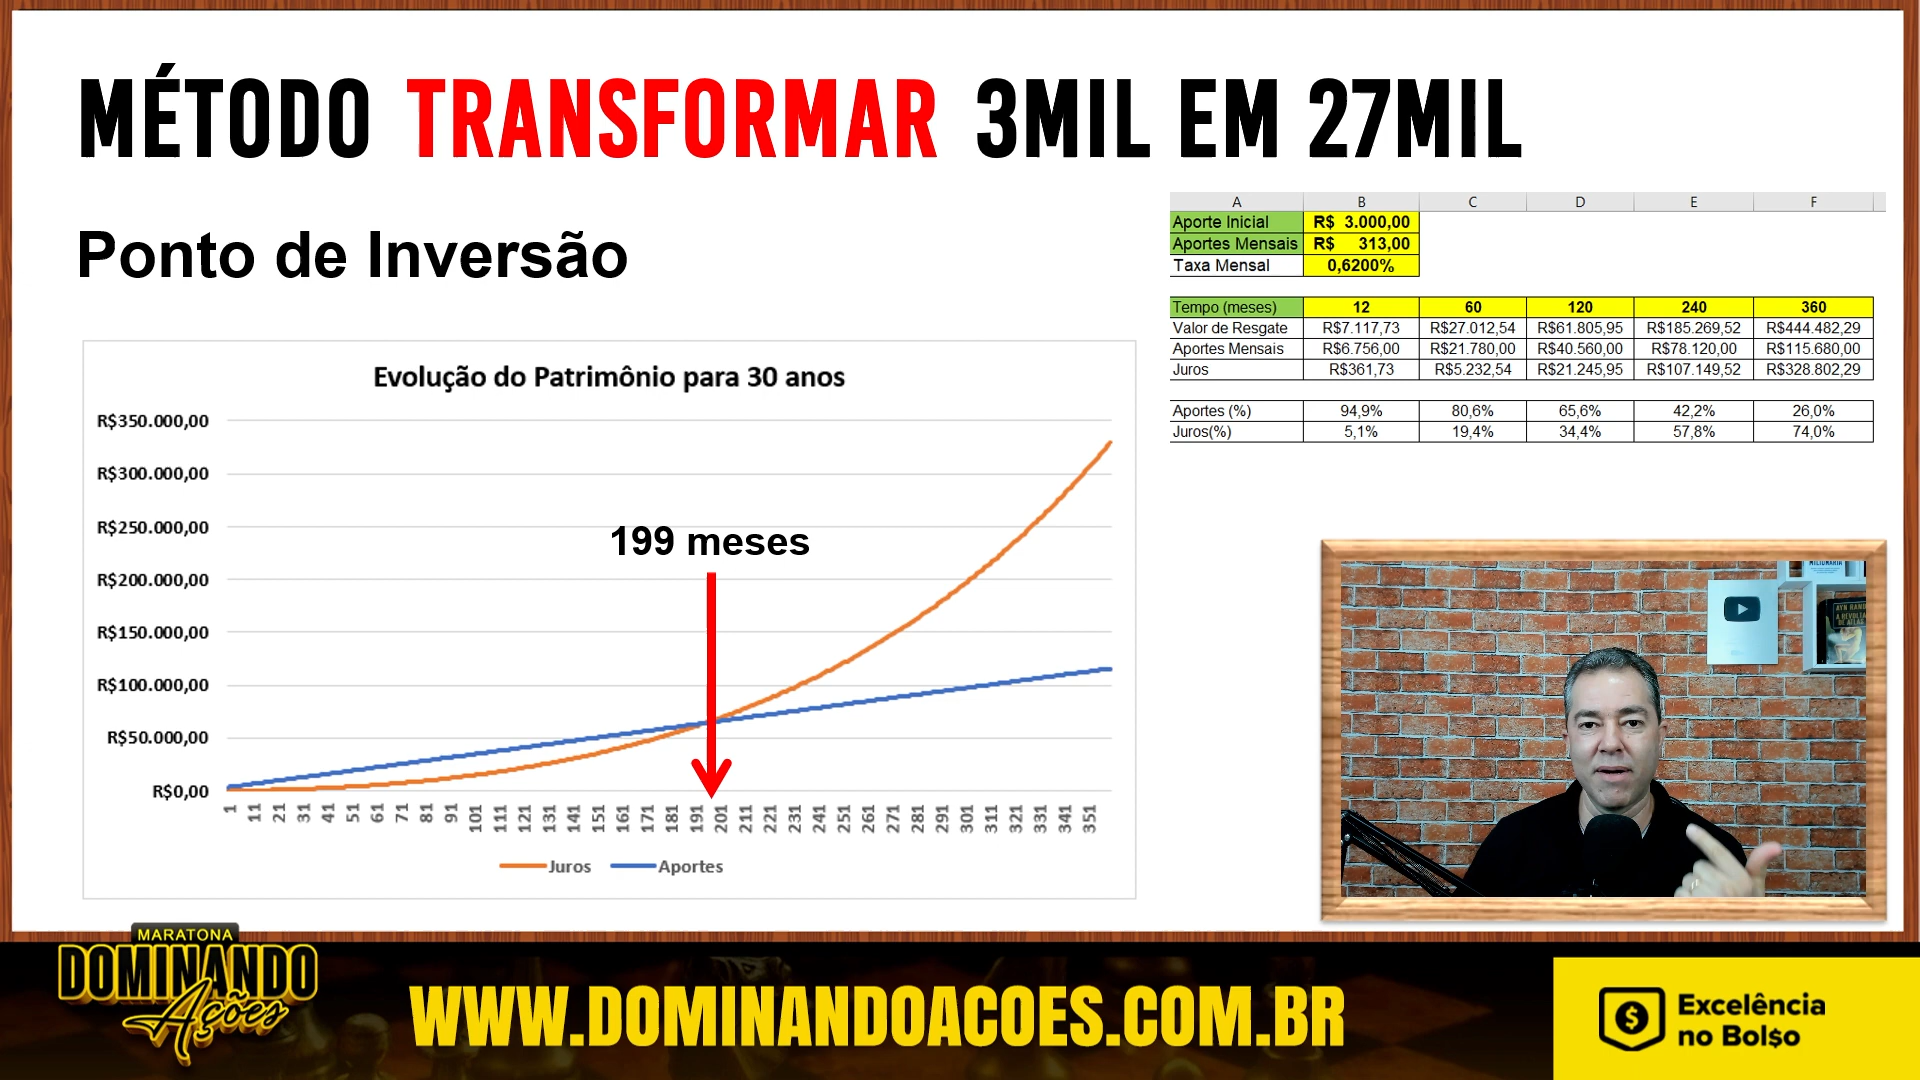 MÉTODO TRANSFORMAR 3MIL EM 27MIL
Ponto de Inversão
A B C D E F
Aporte Inicial R$ 3.000,00
Aportes Mensais R$ 313,00
Taxa Mensal 0,6200%
Tempo (meses) 12 60 120 240 360
Valor de Resgate R$7.117,73 R$27.012,54 R$61.805,95 R$185.269,52 R$444.482,29
Aportes Mensais R$6.756,00 R$21.780,00 R$40.560,00 R$78.120,00 R$115.680,00
Juros R$361,73 R$5.232,54 R$21.245,95 R$107.149,52 R$328.802,29
Aportes (%) 94,9% 80,6% 65,6% 42,2% 26,0%
Juros(%) 5,1% 19,4% 34,4% 57,8% 74,0%
Evolução do Patrimônio para 30 anos
R$350.000,00
R$300.000,00
R$250.000,00
199 meses
R$200.000,00
R$150.000,00
R$100.000,00
R$50.000,00
R$0,00
1 11 21 31 41 51 61 71 81 91 101 111 121 131 141 151 161 171 181 191 201 211 221 231 241 251 261 271 281 291 301 311 321 331 341 351
Juros Aportes
MILIONÁRIA
AYN RAND
A REVOLTA
DE ATLAS
MARATONA
DOMINANDO
Ações
WWW.DOMINANDOACOES.COM.BR
Excelência
no Bol$o